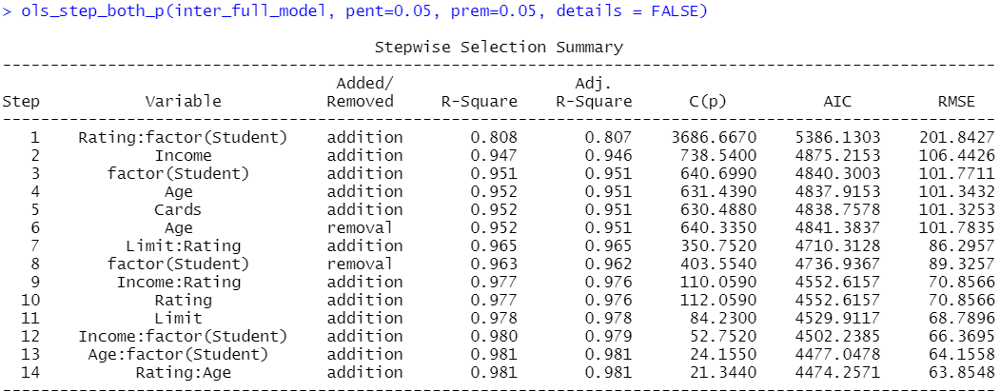 > ols_step_both_p(inter_full_model, pent=0.05, prem=0.05, details = FALSE)
Stepwise Selection Summary
---------------------------------------------------------------------------------------------------------
Added/ Adj.
Step Variable Removed R-Square R-Square C(p) AIC RMSE
---------------------------------------------------------------------------------------------------------
1 Rating:factor(Student) addition 0.808 0.807 3686.6670 5386.1303 201.8427
2 Income addition 0.947 0.946 738.5400 4875.2153 106.4426
3 factor(Student) addition 0.951 0.951 640.6990 4840.3003 101.7711
4 Age addition 0.952 0.951 631.4390 4837.9153 101.3432
5 Cards addition 0.952 0.951 630.4880 4838.7578 101.3253
6 Age removal 0.952 0.951 640.3350 4841.3837 101.7835
7 Limit:Rating addition 0.965 0.965 350.7520 4710.3128 86.2957
8 factor(Student) removal 0.963 0.962 403.5540 4736.9367 89.3257
9 Income:Rating addition 0.977 0.976 110.0590 4552.6157 70.8566
10 Rating addition 0.977 0.976 112.0590 4552.6157 70.8566
11 Limit addition 0.978 0.978 84.2300 4529.9117 68.7896
12 Income:factor(Student) addition 0.980 0.979 52.7520 4502.2385 66.3695
13 Age:factor(Student) addition 0.981 0.981 24.1550 4477.0478 64.1558
14 Rating:Age addition 0.981 0.981 21.3440 4474.2571 63.8548
---------------------------------------------------------------------------------------------------------